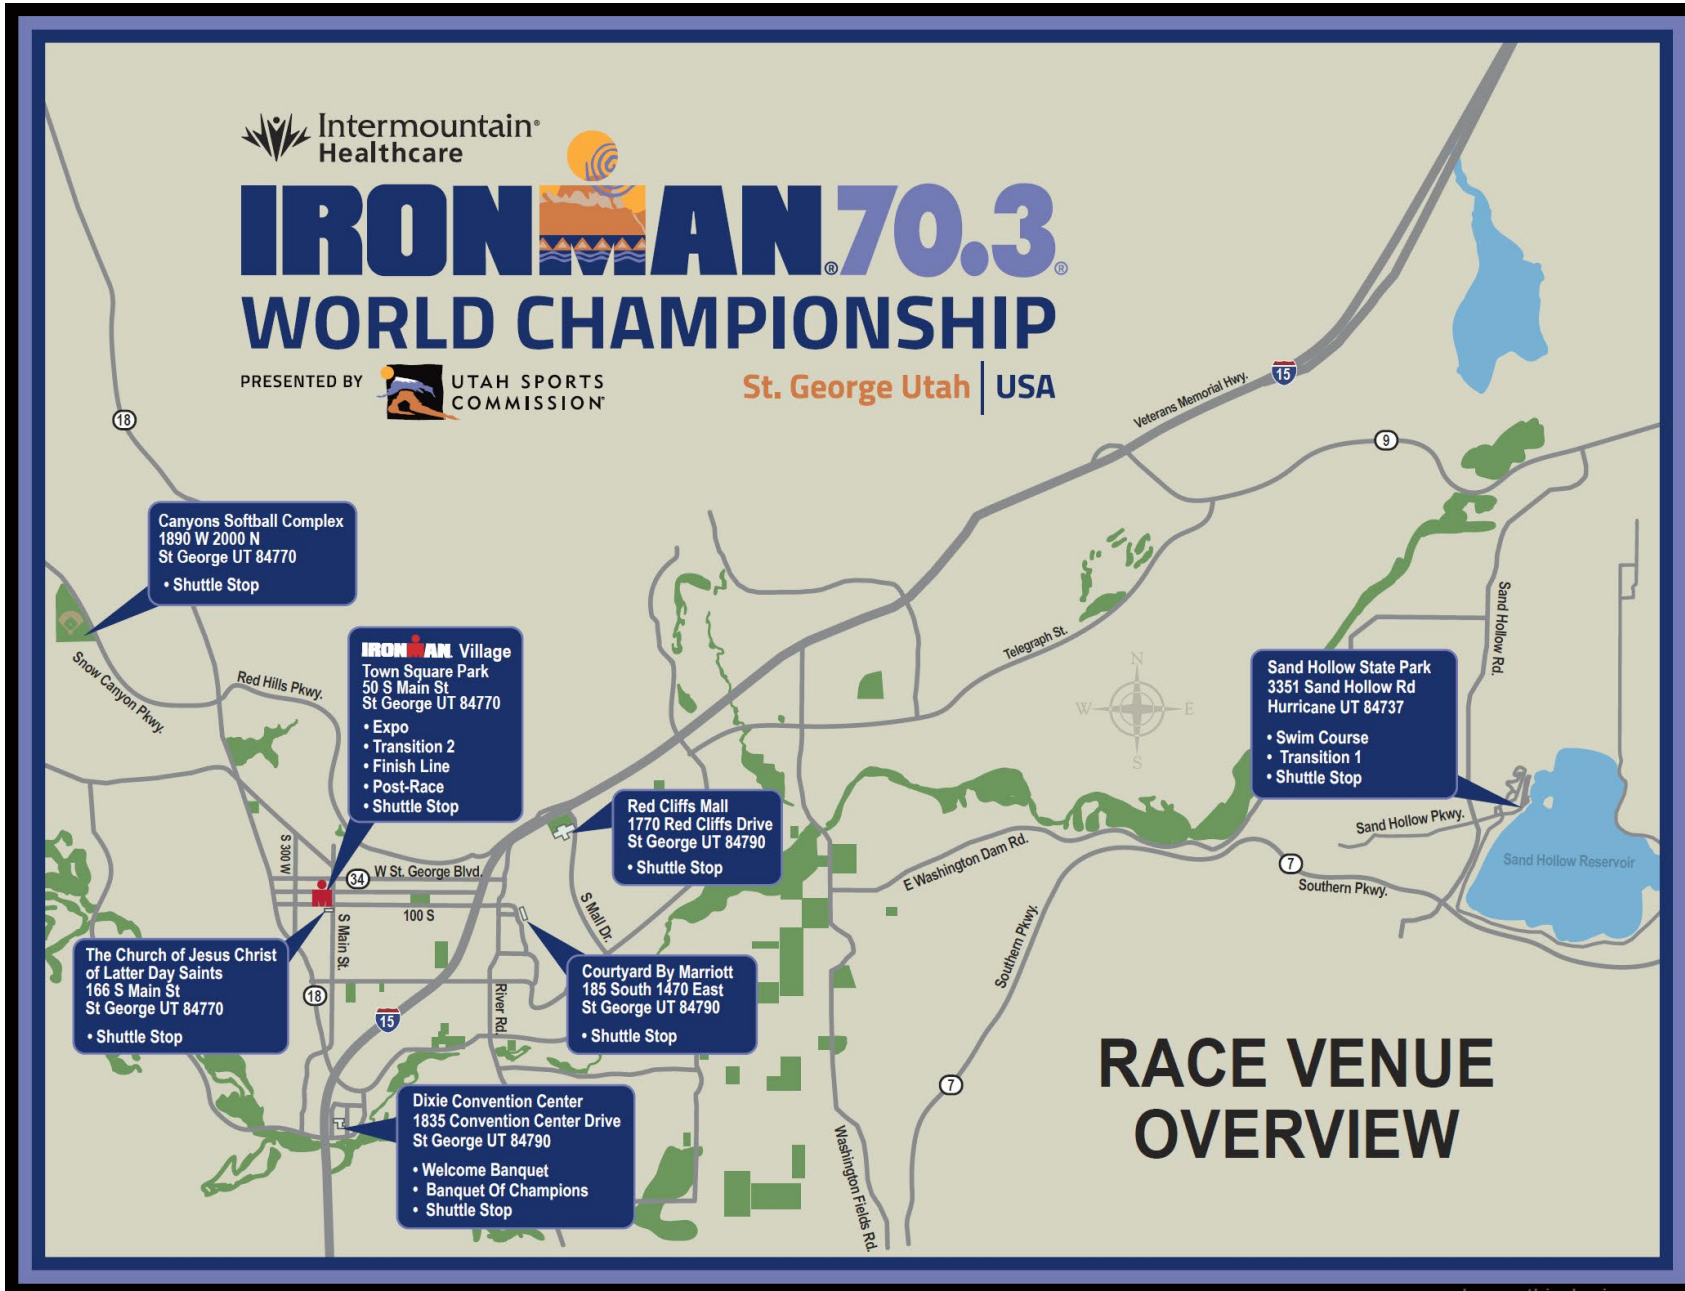 Intermountain®
Healthcare
IRONMAN® 70.3®
WORLD CHAMPIONSHIP
PRESENTED BY
UTAH SPORTS
COMMISSION
St. George Utah | USA
15
Veterans Memorial Hwy.
18
9
Canyons Softball Complex
1890 W 2000 N
St George UT 84770
• Shuttle Stop
Snow Canyon Pkwy.
Red Hills Pkwy.
IRONMAN Village
Town Square Park
50 S Main St
St George UT 84770
• Expo
• Transition 2
• Finish Line
• Post-Race
• Shuttle Stop
Telegraph St.
N
W
E
S
Sand Hollow Rd.
Sand Hollow State Park
3351 Sand Hollow Rd
Hurricane UT 84737
• Swim Course
• Transition 1
• Shuttle Stop
Sand Hollow Pkwy.
Sand Hollow Reservoir
7
Southern Pkwy.
Red Cliffs Mall
1770 Red Cliffs Drive
St George UT 84790
• Shuttle Stop
E Washington Dam Rd.
S 300 W
34
W St. George Blvd.
100 S
S Main St.
S Mall Dr.
Southern Pkwy.
The Church of Jesus Christ
of Latter Day Saints
166 S Main St
St George UT 84770
• Shuttle Stop
18
15
River Rd.
Courtyard By Marriott
185 South 1470 East
St George UT 84790
• Shuttle Stop
7
RACE VENUE
OVERVIEW
Dixie Convention Center
1835 Convention Center Drive
St George UT 84790
• Welcome Banquet
• Banquet Of Champions
• Shuttle Stop
Washington Fields Rd.